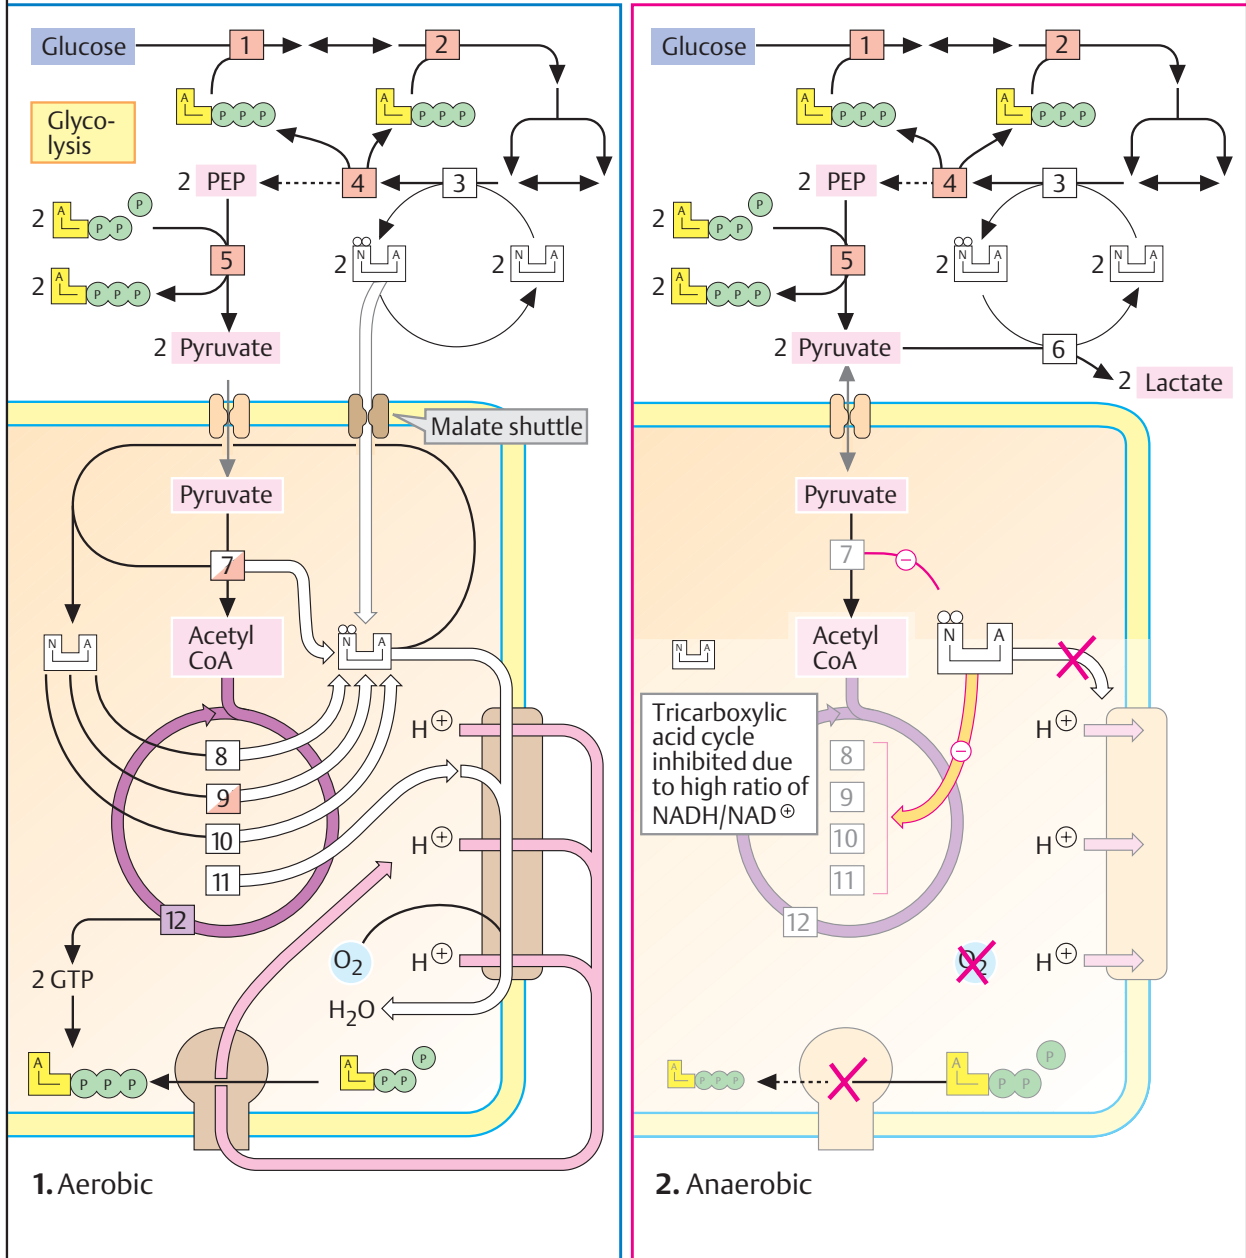 Glucose
1
2
A
P P P
A
P P P
Glyco-
lysis
2 PEP
4
3
2
A
P P
P
5
2
N A
2
N A
2
A
P P P
2 Pyruvate
Malate shuttle
Pyruvate
7
N A
Acetyl
CoA
N A
8
H⊕
9
10
H⊕
11
12
O2
H⊕
2 GTP
H2O
A
P P P
A
P P
P
1. Aerobic
Glucose
1
2
A
P P P
A
P P P
2 PEP
4
3
2
A
P P
P
5
2
N A
2
N A
2
A
P P P
2 Pyruvate
6
2 Lactate
Pyruvate
7
−
N A
Acetyl
CoA
N A
Tricarboxylic
acid cycle
inhibited due
to high ratio of
NADH/NAD⊕
−
8
9
10
11
12
H⊕
H⊕
O2
H⊕
A
P P P
A
P P
P
2. Anaerobic